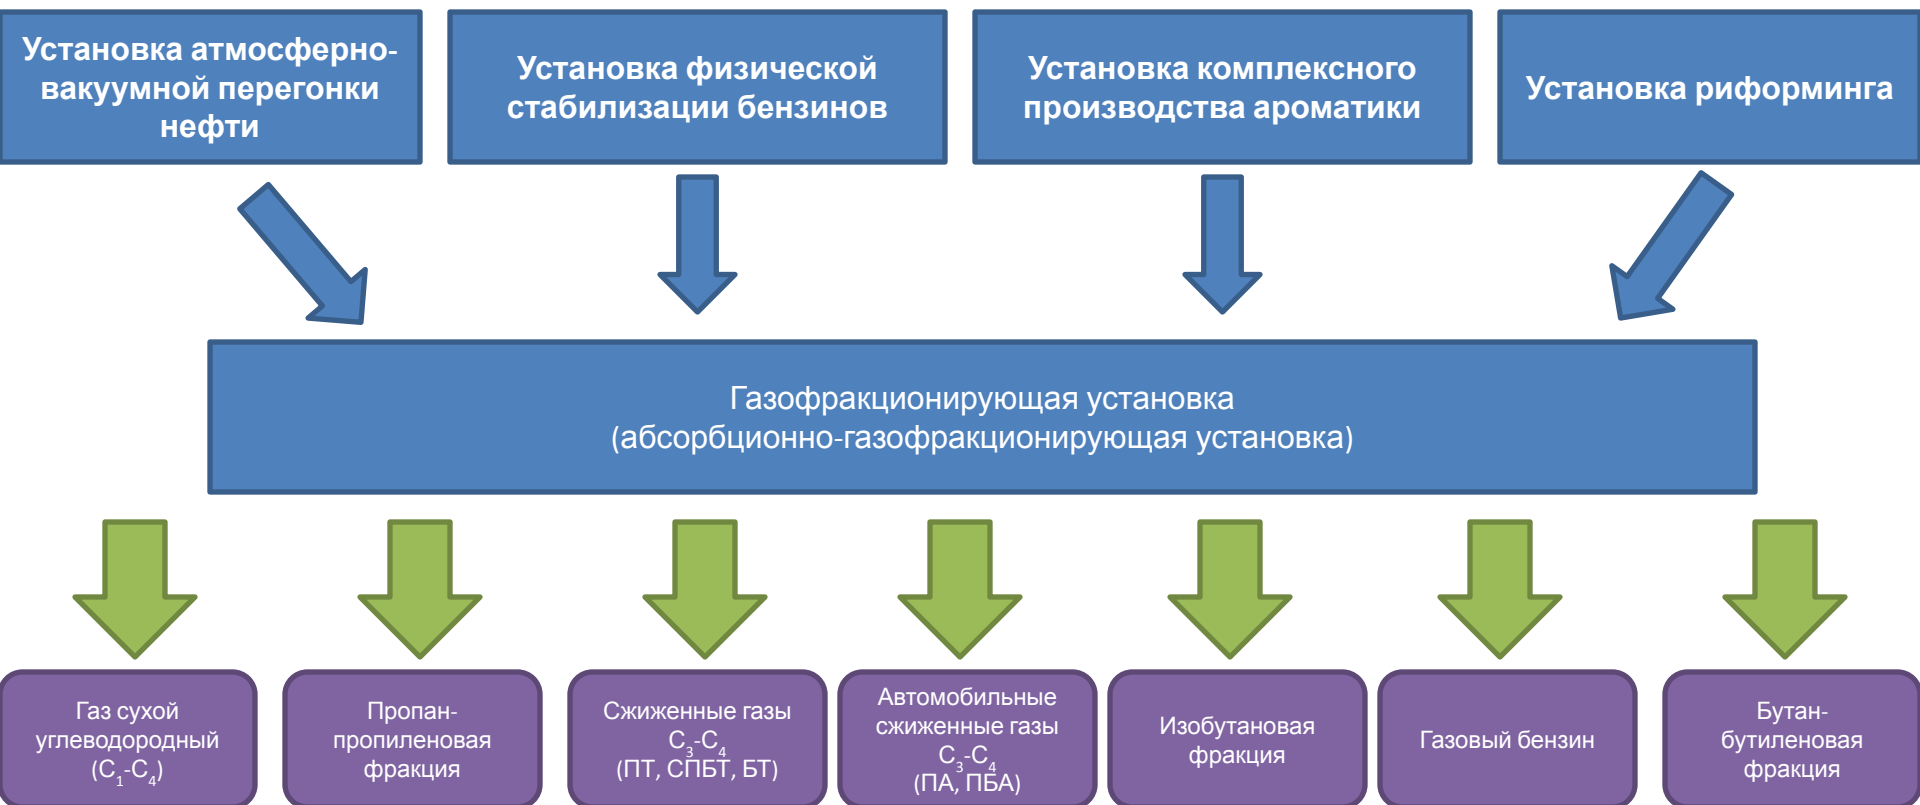 Установка атмосферно-
вакуумной перегонки
нефти
Установка физической
стабилизации бензинов
Установка комплексного
производства ароматики
Установка риформинга
Газофракционирующая установка
(абсорбционно-газофракционирующая установка)
Газ сухой
углеводородный
(C₁-C₄)
Пропан-
пропиленовая
фракция
Сжиженные газы
C₃-C₄
(ПТ, СПБТ, БТ)
Автомобильные
сжиженные газы
C₃-C₄
(ПА, ПБА)
Изобутановая
фракция
Газовый бензин
Бутан-
бутиленовая
фракция